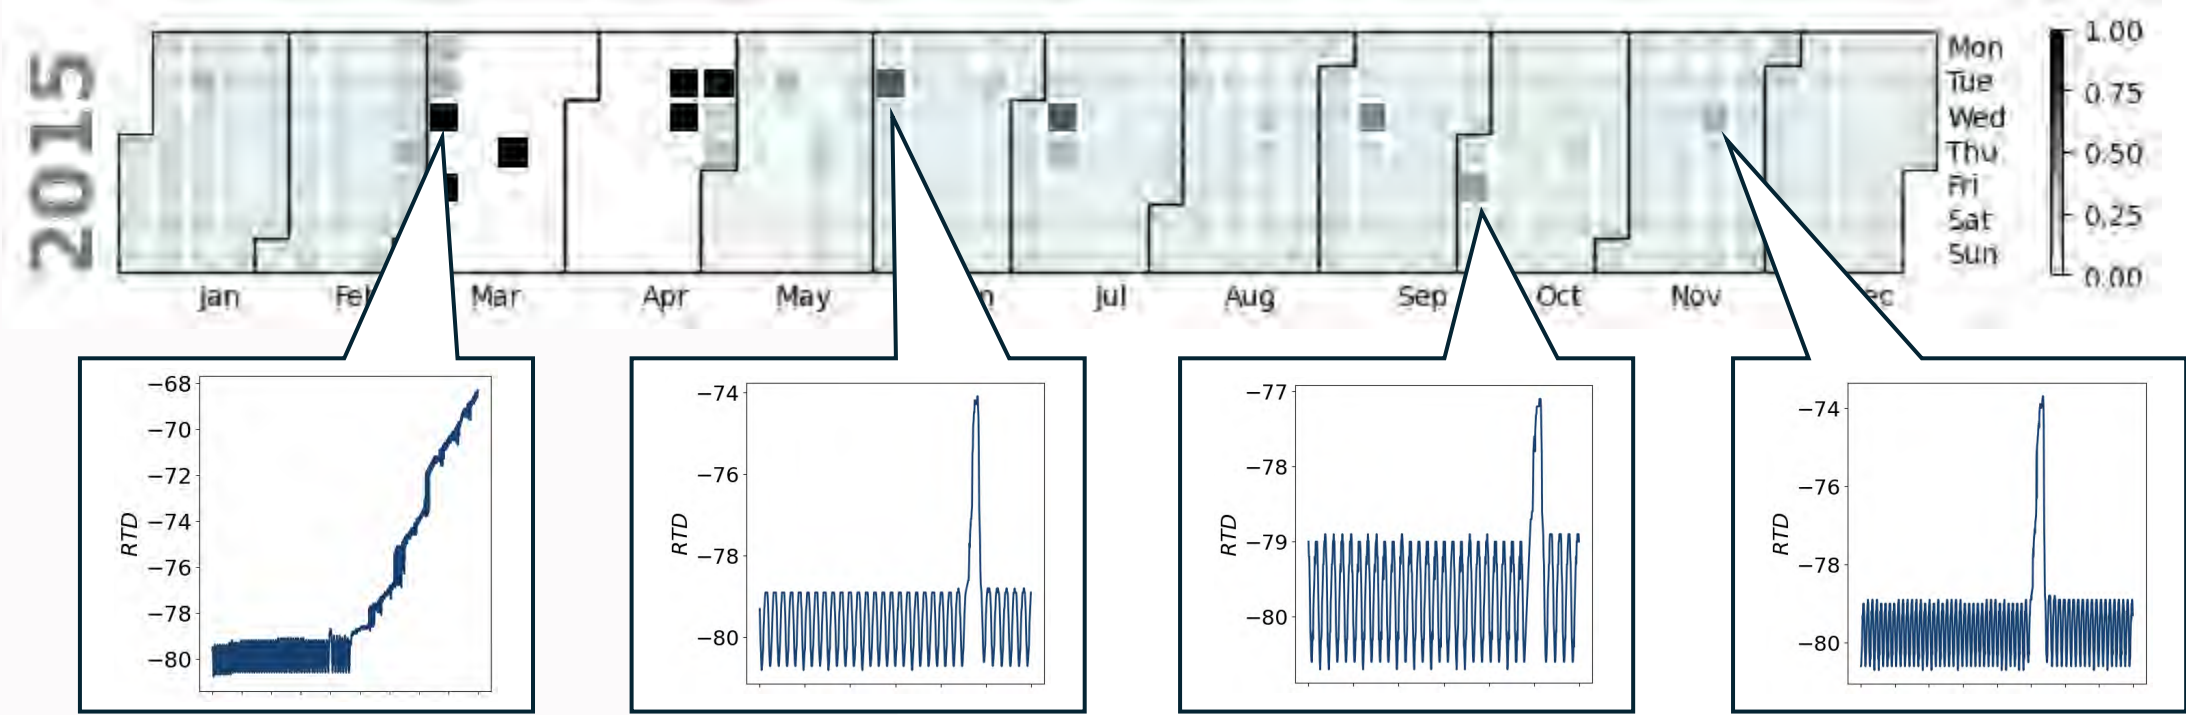 2015
Mon
Tue
Wed
Thu
Fri
Sat
Sun
1.00
0.75
0.50
0.25
0.00
Jan Mar Apr May Jul Aug Sep Oct Nov
−68
−70
−72
−74
−76
−78
−80
RTD
−74
−76
−78
−80
RTD
−77
−78
−79
−80
RTD
−74
−76
−78
−80
RTD